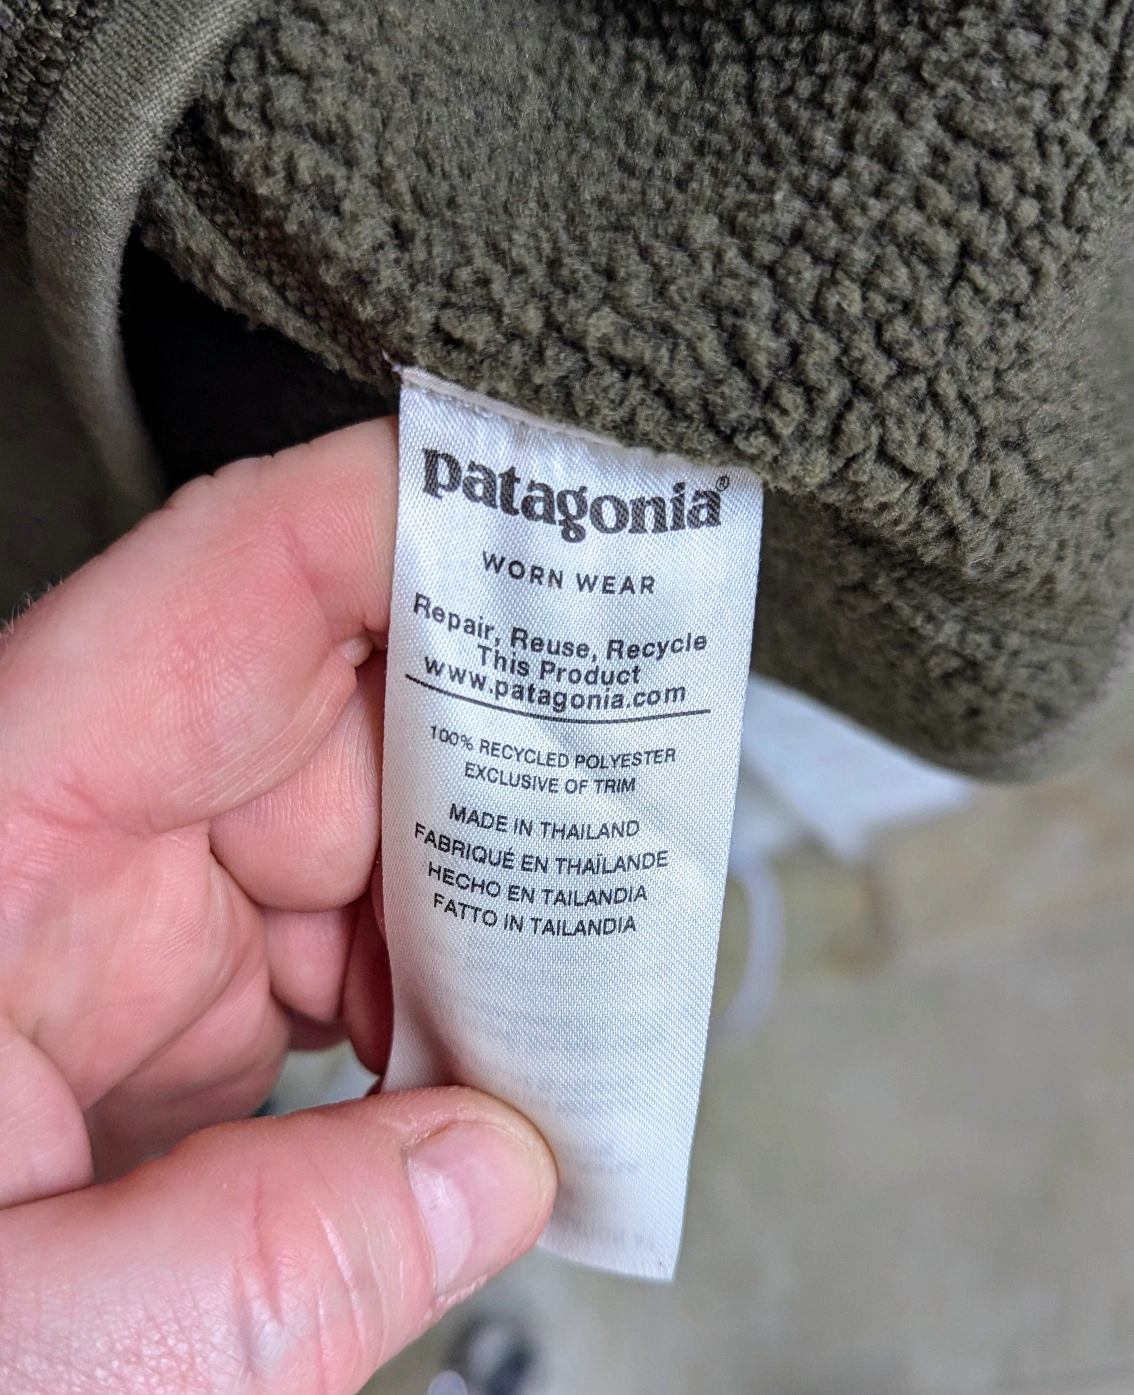 patagonia®
WORN WEAR
Repair, Reuse, Recycle
This Product
www.patagonia.com
100% RECYCLED POLYESTER
EXCLUSIVE OF TRIM
MADE IN THAILAND
FABRIQUÉ EN THAÏLANDE
HECHO EN TAILANDIA
FATTO IN TAILANDIA